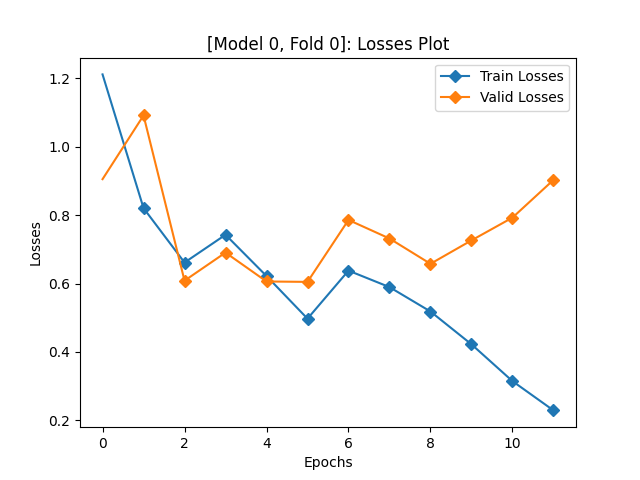 [Model 0, Fold 0]: Losses Plot
Train Losses
Valid Losses
1.2
1.0
0.8
0.6
0.4
0.2
Losses
0 2 4 6 8 10
Epochs